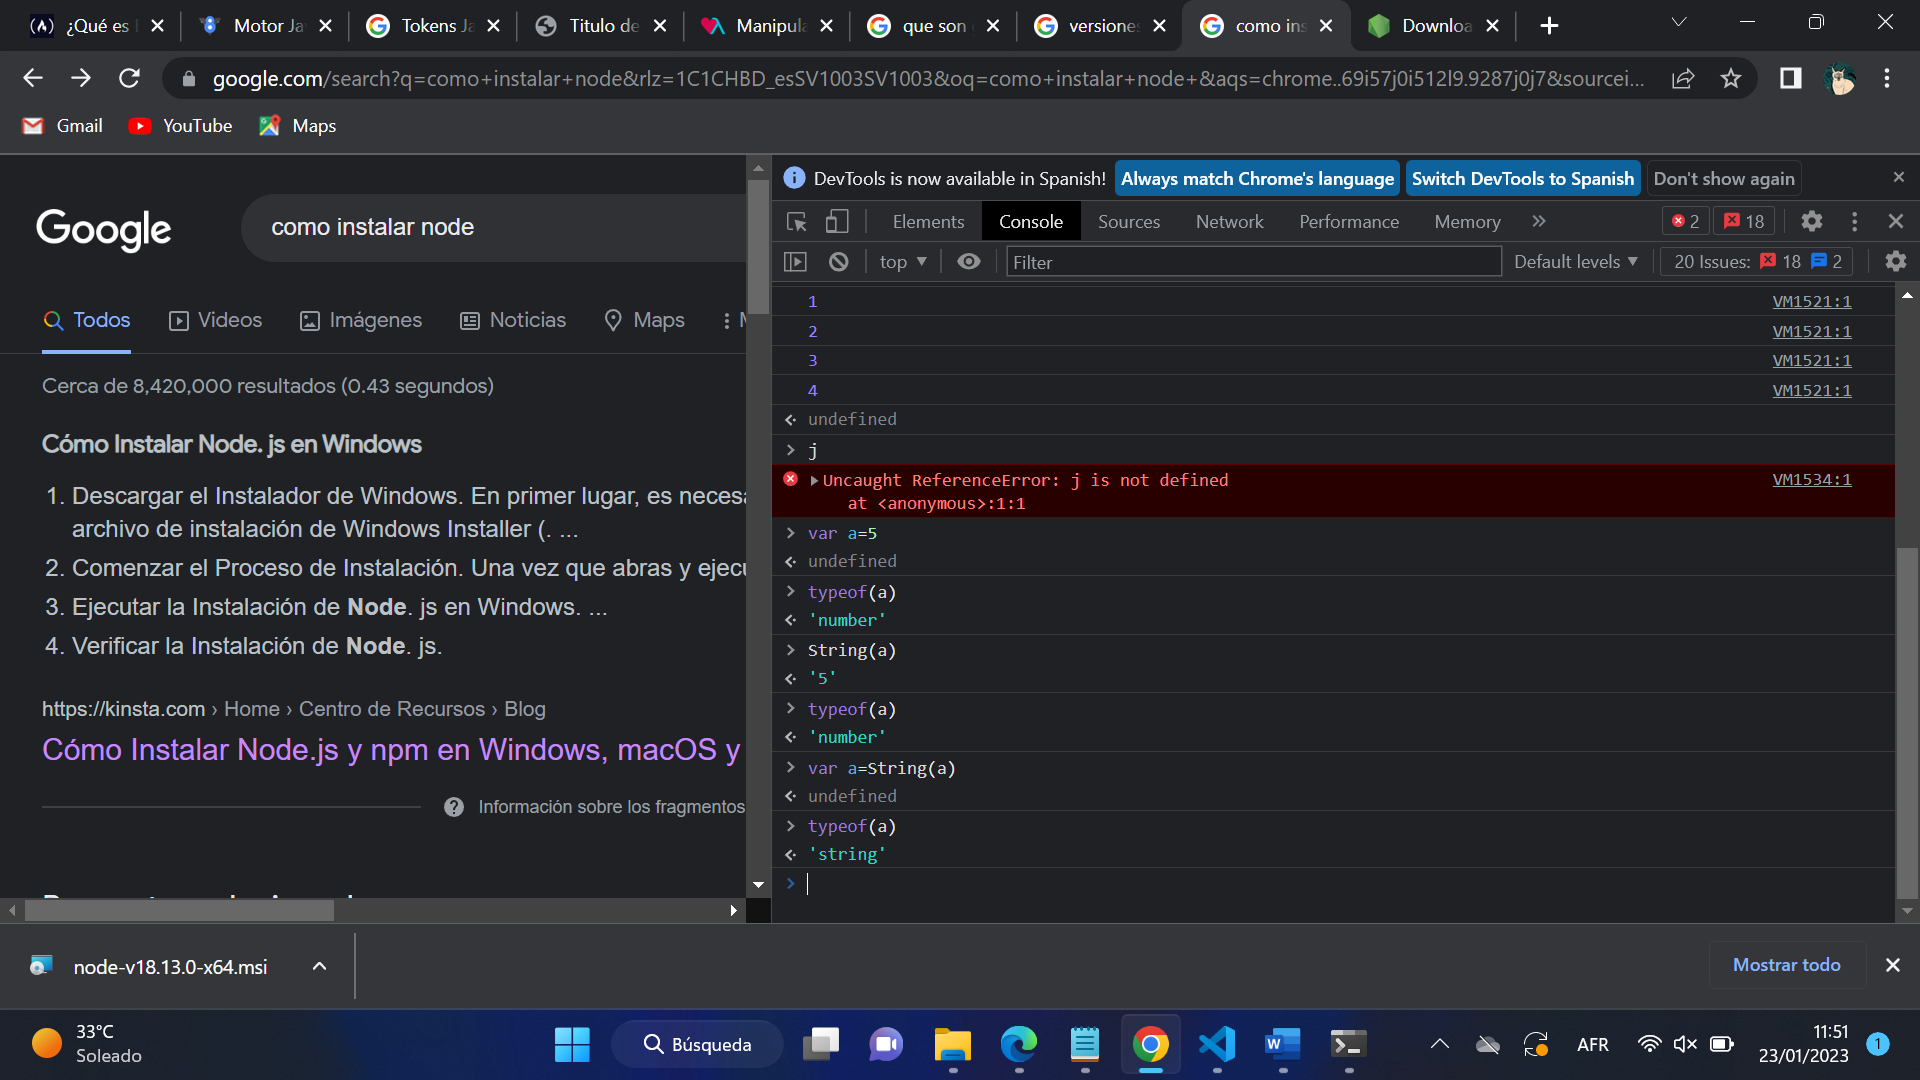 ¿Qué es
Motor Ja
Tokens Ja
Titulo de
Manipula
que son
versiones
como ins
Downloa
google.com/search?q=como+instalar+node&rlz=1C1CHBD_esSV1003SV1003&oq=como+instalar+node+&aqs=chrome..69i57j0i512l9.9287j0j7&sourcei...
Gmail
YouTube
Maps
Google
como instalar node
Todos
Videos
Imágenes
Noticias
Maps
Cerca de 8,420,000 resultados (0.43 segundos)
Cómo Instalar Node. js en Windows
1. Descargar el Instalador de Windows. En primer lugar, es necesa
archivo de instalación de Windows Installer (. ...
2. Comenzar el Proceso de Instalación. Una vez que abras y ejecu
3. Ejecutar la Instalación de Node. js en Windows. ...
4. Verificar la Instalación de Node. js.
https://kinsta.com › Home › Centro de Recursos › Blog
Cómo Instalar Node.js y npm en Windows, macOS y
Información sobre los fragmentos
DevTools is now available in Spanish!
Always match Chrome's language
Switch DevTools to Spanish
Don't show again
Elements
Console
Sources
Network
Performance
Memory
2
18
top
Filter
Default levels
20 Issues: 18 2
1 VM1521:1
2 VM1521:1
3 VM1521:1
4 VM1521:1
undefined
j
Uncaught ReferenceError: j is not defined VM1534:1
at <anonymous>:1:1
var a=5
undefined
typeof(a)
'number'
String(a)
'5'
typeof(a)
'number'
var a=String(a)
undefined
typeof(a)
'string'
node-v18.13.0-x64.msi
Mostrar todo
33°C
Soleado
Búsqueda
AFR
11:51
23/01/2023
1